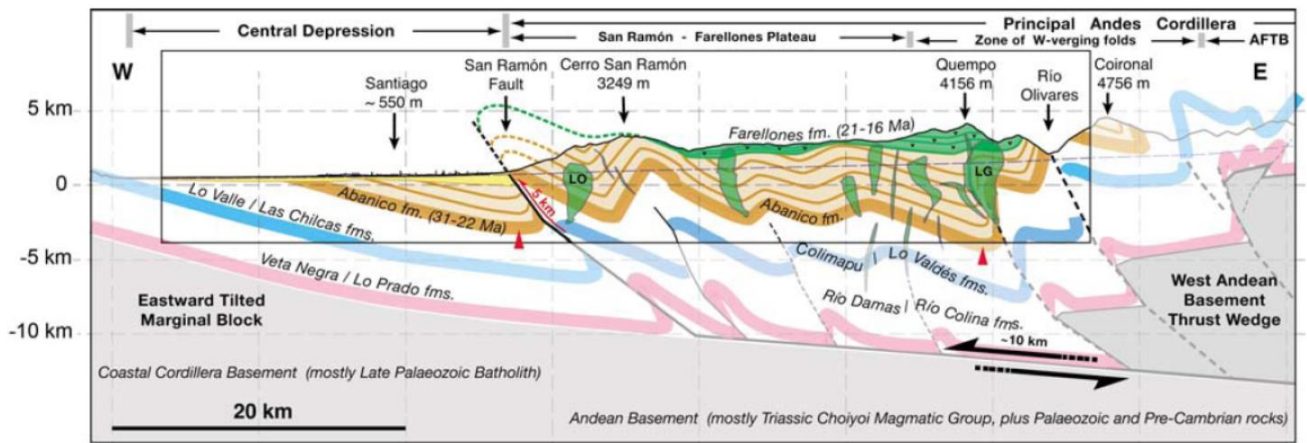 Central Depression
Principal Andes Cordillera
San Ramón - Farellones Plateau
Zone of W-verging folds
AFTB
W
E
Santiago
~ 550 m
San Ramón
Fault
Cerro San Ramón
3249 m
Quempo
4156 m
Río
Olivares
Coironal
4756 m
5 km
0
-5 km
-10 km
Farellones fm. (21-16 Ma)
LO
LG
5 km
Abanico fm. (31-22 Ma)
Abanico fm.
Lo Valle / Las Chilcas fms.
Colimapu | Lo Valdés fms.
Veta Negra / Lo Prado fms.
Río Damas | Río Colina fms.
Eastward Tilted
Marginal Block
West Andean
Basement
Thrust Wedge
~10 km
Coastal Cordillera Basement (mostly Late Palaeozoic Batholith)
20 km
Andean Basement (mostly Triassic Choiyoi Magmatic Group, plus Palaeozoic and Pre-Cambrian rocks)